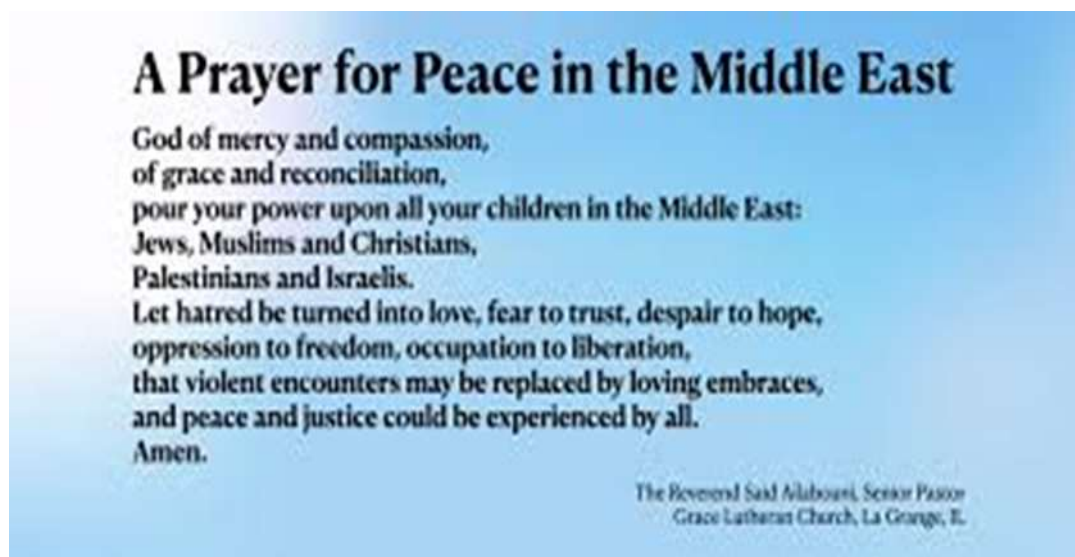 A Prayer for Peace in the Middle East
God of mercy and compassion,
of grace and reconciliation,
pour your power upon all your children in the Middle East:
Jews, Muslims and Christians,
Palestinians and Israelis.
Let hatred be turned into love, fear to trust, despair to hope,
oppression to freedom, occupation to liberation,
that violent encounters may be replaced by loving embraces,
and peace and justice could be experienced by all.
Amen.
The Reverend Said Ailabouni, Senior Pastor
Grace Lutheran Church, La Grange, IL